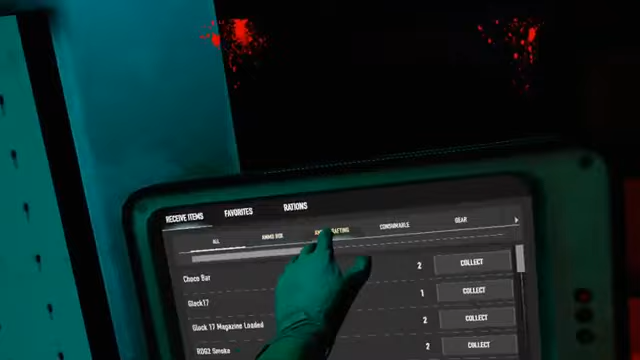 RECEIVE ITEMS FAVORITES RATIONS
ALL AMMO BOX CONSUMABLE GEAR
Choco Bar 2 COLLECT
Glock17 1 COLLECT
Glock 17 Magazine Loaded 2 COLLECT
RDG2 Smoke 2 COLLECT